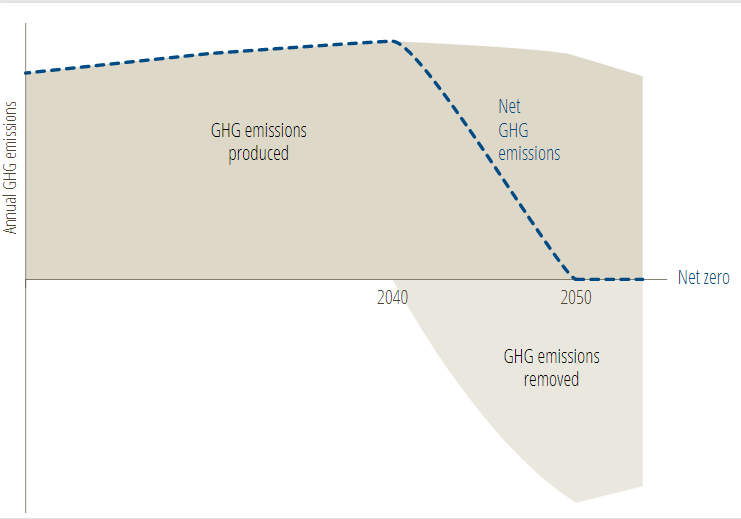 Annual GHG emissions
GHG emissions
produced
Net
GHG
emissions
Net zero
2040
2050
GHG emissions
removed